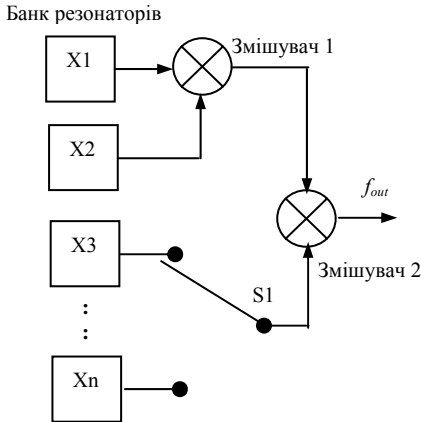 Банк резонаторів
X1
Змішувач 1
X2
f_out
X3
Змішувач 2
S1
Xn